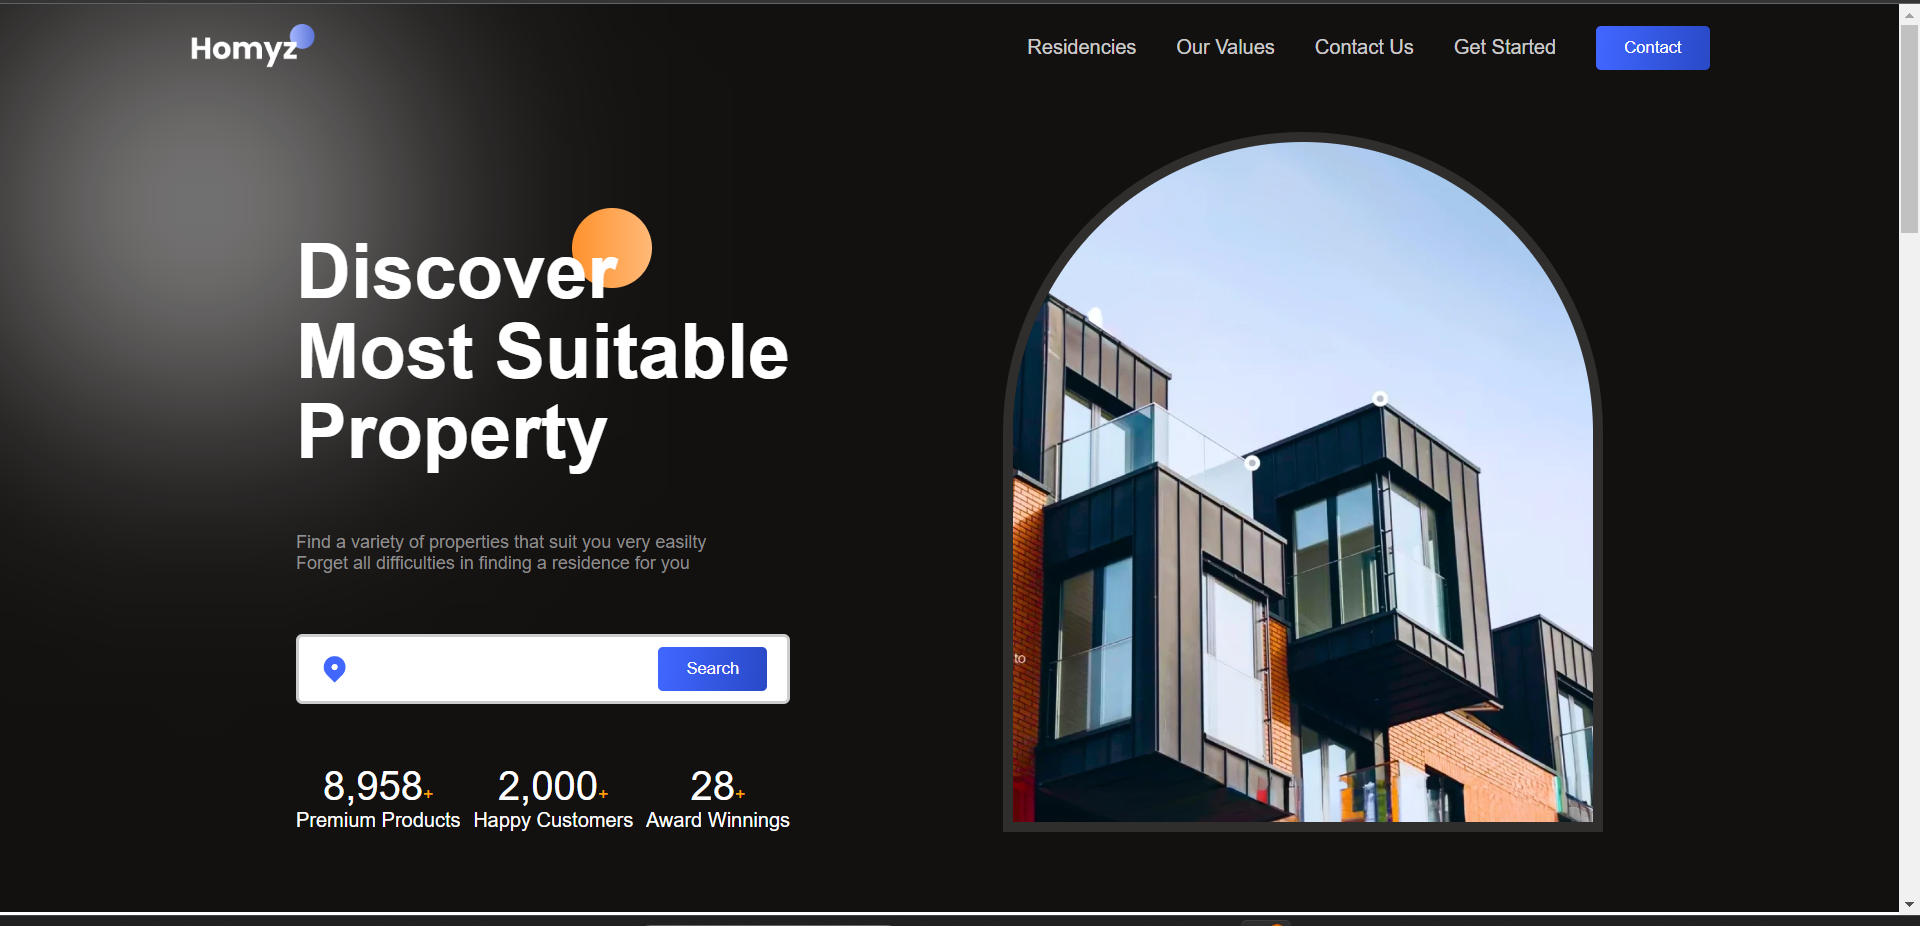 Homyz
Residencies
Our Values
Contact Us
Get Started
Contact
Discover
Most Suitable
Property
Find a variety of properties that suit you very easilty
Forget all difficulties in finding a residence for you
Search
to
8,958+
Premium Products
2,000+
Happy Customers
28+
Award Winnings